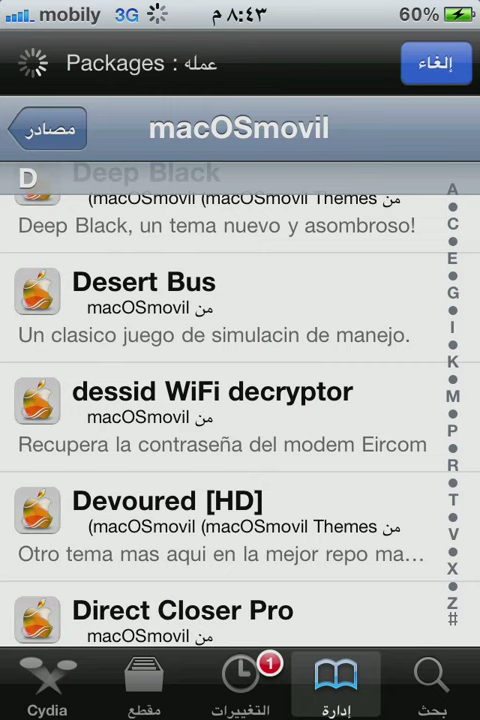 mobily 3G ٨:٤٣ م 60%
Packages : عمله إلغاء
مصادر macOSmovil
D
Deep Black
من macOSmovil (macOSmovil Themes)
Deep Black, un tema nuevo y asombroso!
Desert Bus
من macOSmovil
Un clasico juego de simulacin de manejo.
dessid WiFi decryptor
من macOSmovil
Recupera la contraseña del modem Eircom
Devoured [HD]
من macOSmovil (macOSmovil Themes)
Otro tema mas aqui en la mejor repo ma...
Direct Closer Pro
من macOSmovil
A
C
E
G
I
K
M
P
R
T
V
X
Z
#
1
Cydia مقطع التغييرات إدارة بحث